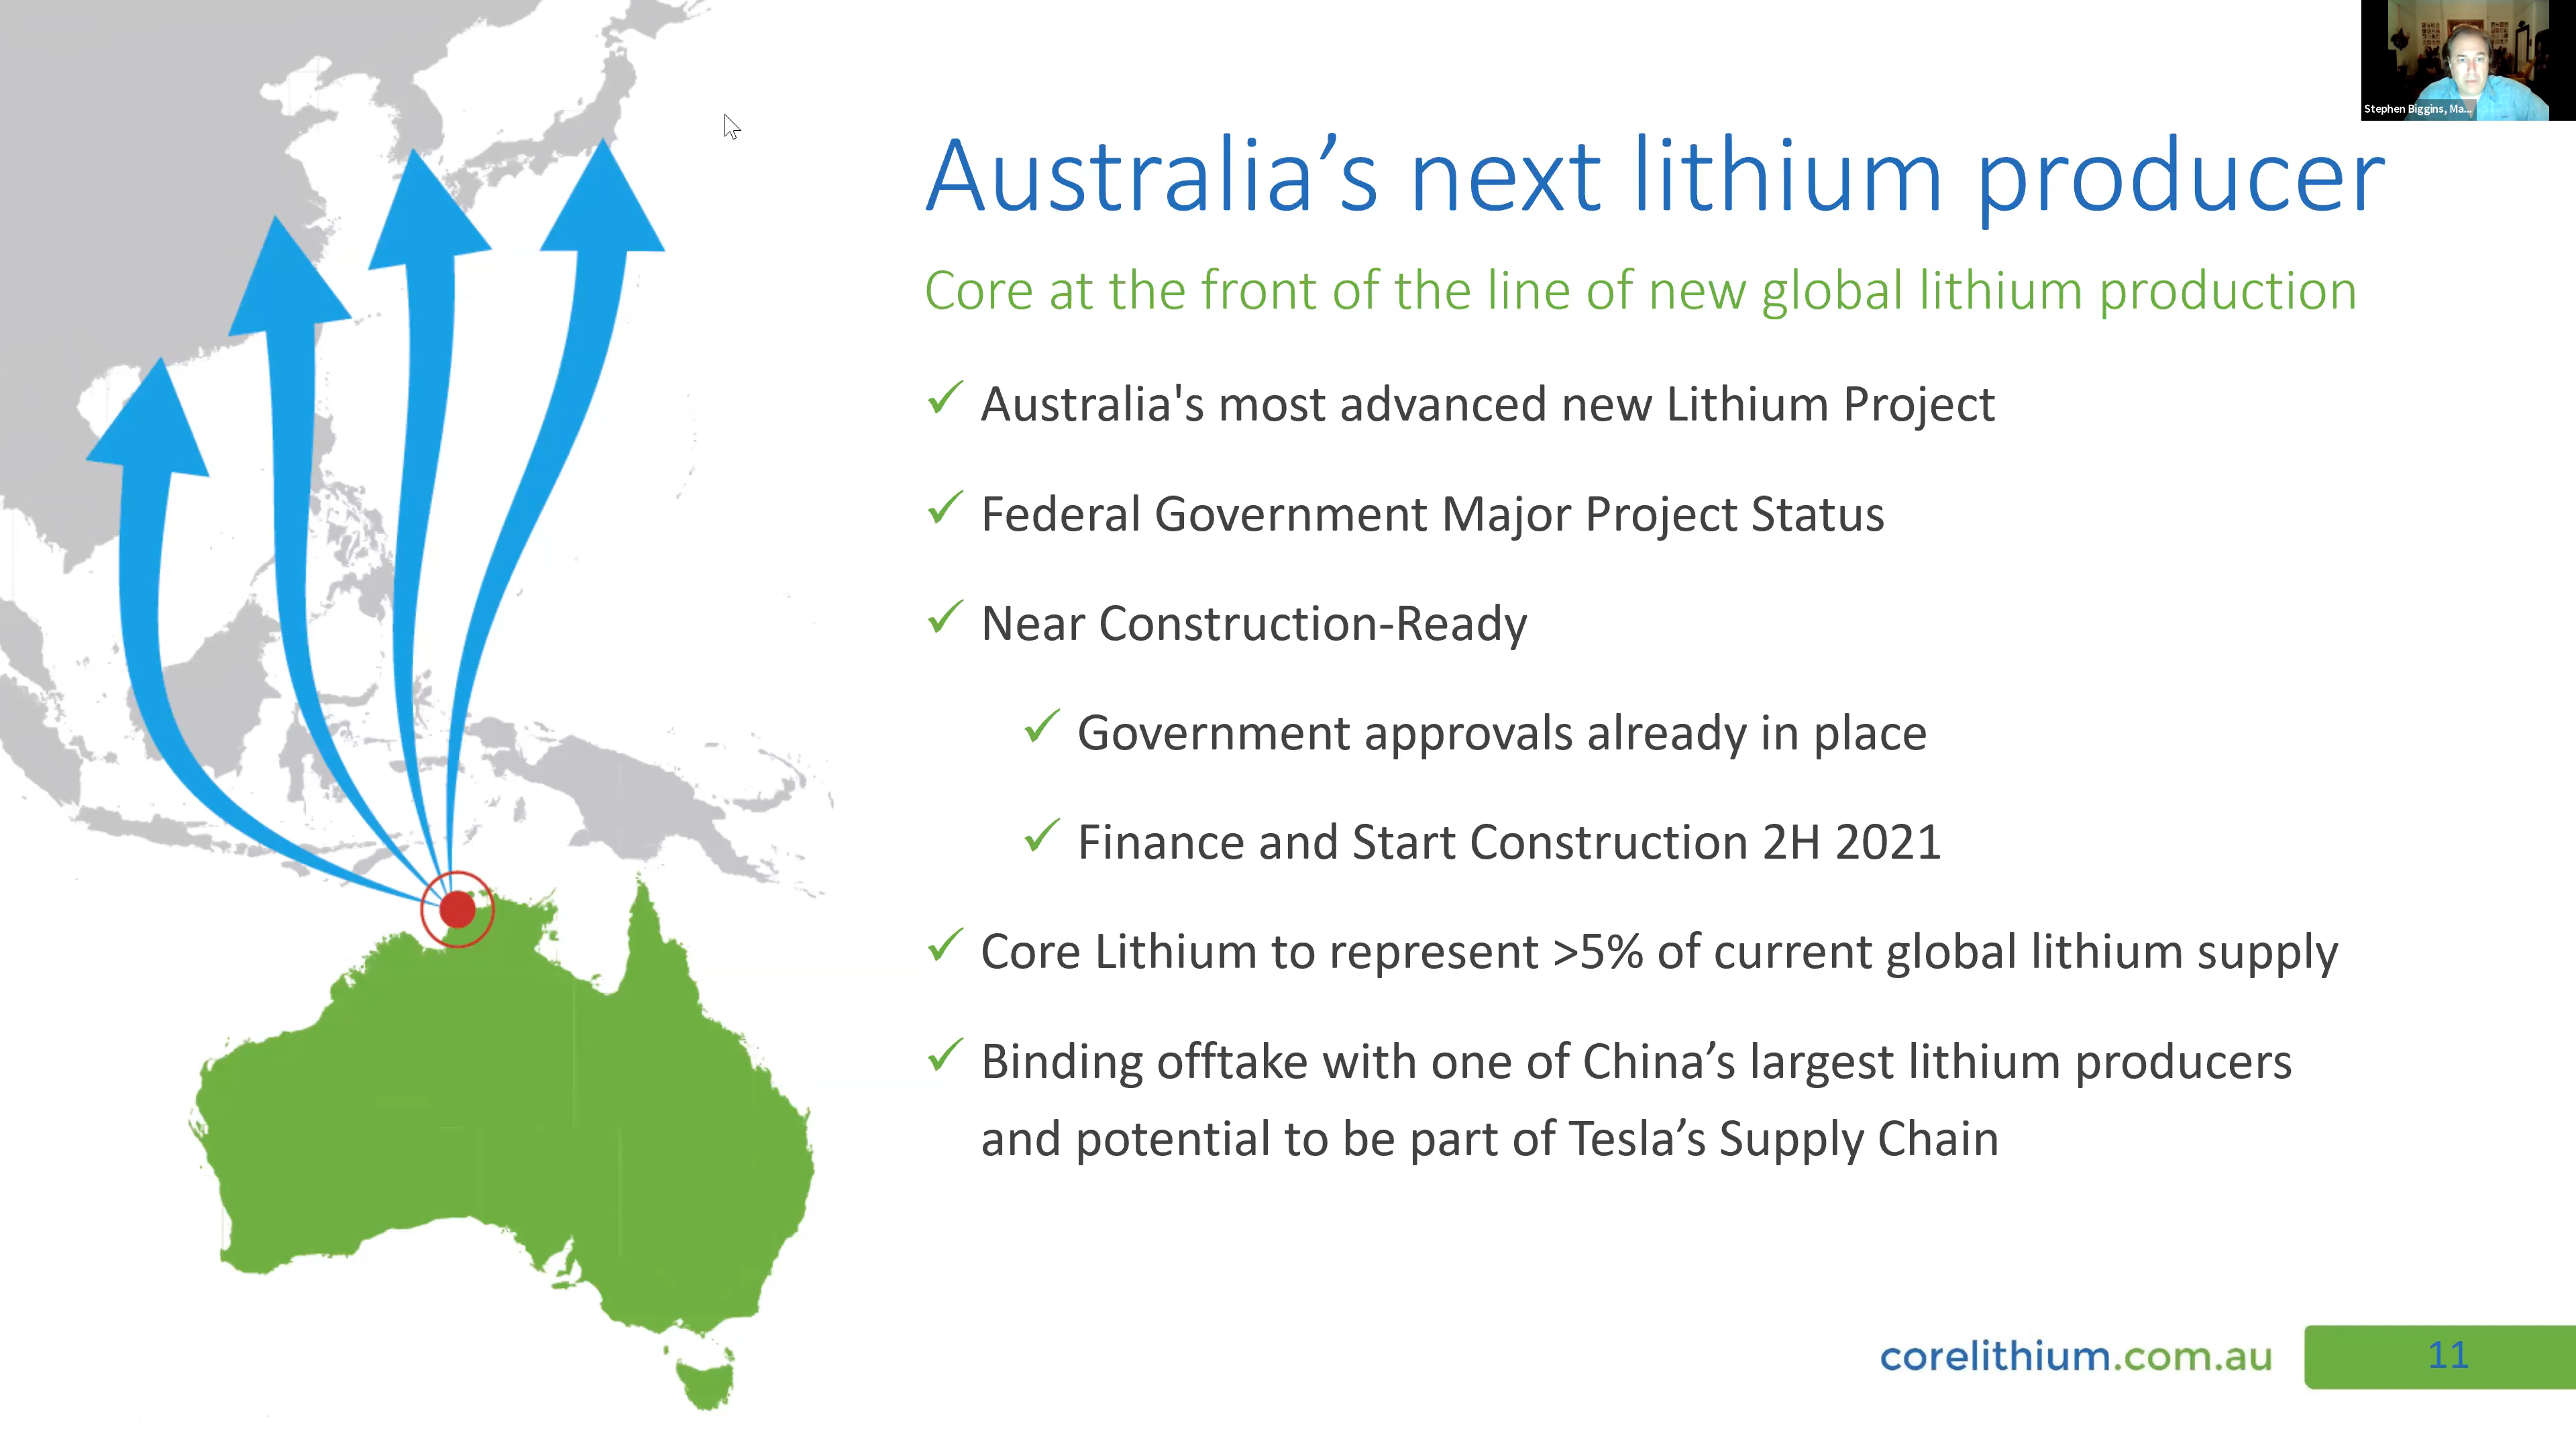 Stephen Biggins, Ma...
Australia’s next lithium producer
Core at the front of the line of new global lithium production
✓ Australia's most advanced new Lithium Project
✓ Federal Government Major Project Status
✓ Near Construction-Ready
✓ Government approvals already in place
✓ Finance and Start Construction 2H 2021
✓ Core Lithium to represent >5% of current global lithium supply
✓ Binding offtake with one of China’s largest lithium producers
and potential to be part of Tesla’s Supply Chain
corelithium.com.au
11